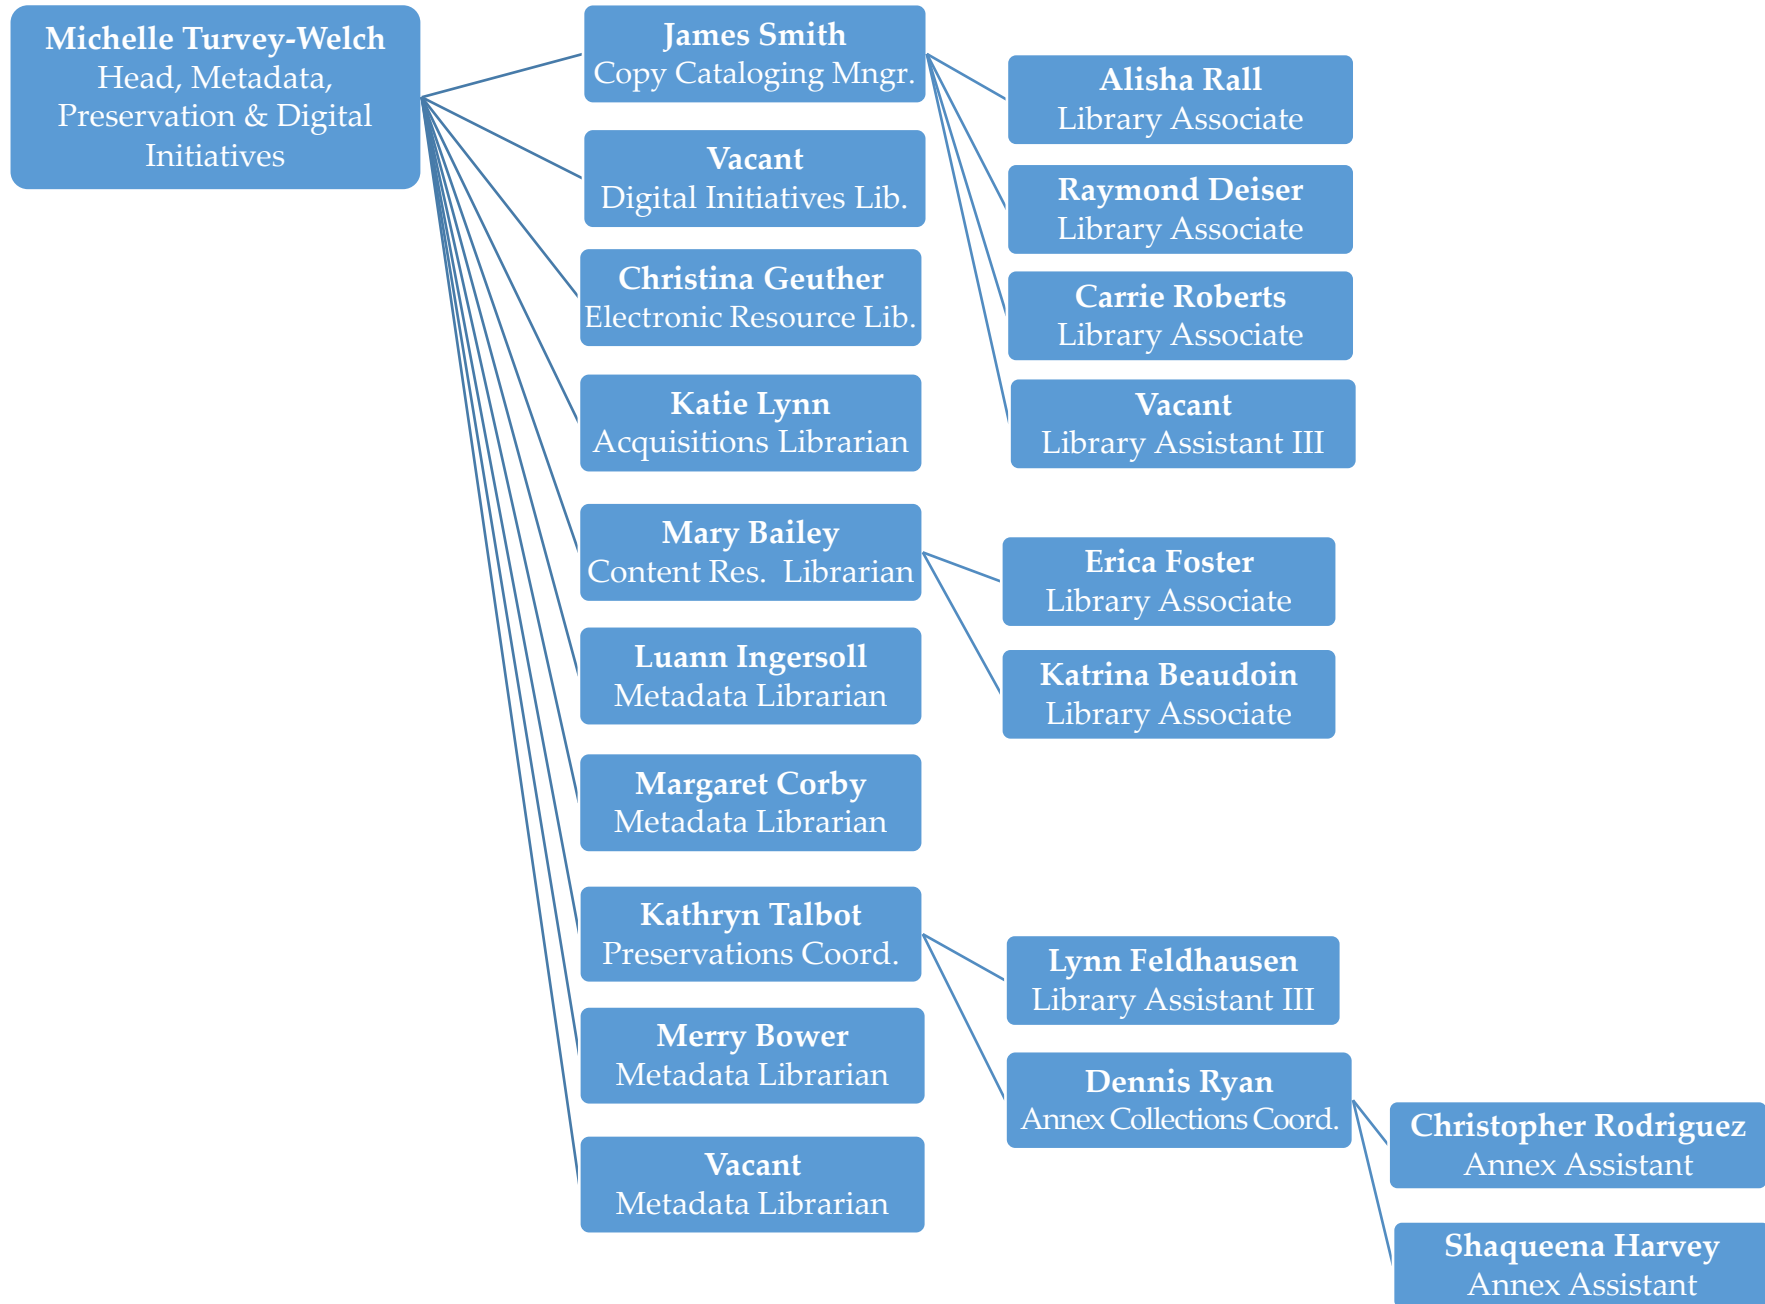 Michelle Turvey-Welch
Head, Metadata,
Preservation & Digital
Initiatives
James Smith
Copy Cataloging Mngr.
Vacant
Digital Initiatives Lib.
Christina Geuther
Electronic Resource Lib.
Katie Lynn
Acquisitions Librarian
Mary Bailey
Content Res.  Librarian
Luann Ingersoll
Metadata Librarian
Margaret Corby
Metadata Librarian
Kathryn Talbot
Preservations Coord.
Merry Bower
Metadata Librarian
Vacant
Metadata Librarian
Alisha Rall
Library Associate
Raymond Deiser
Library Associate
Carrie Roberts
Library Associate
Vacant
Library Assistant III
Erica Foster
Library Associate
Katrina Beaudoin
Library Associate
Lynn Feldhausen
Library Assistant III
Dennis Ryan
Annex Collections Coord.
Christopher Rodriguez
Annex Assistant
Shaqueena Harvey
Annex Assistant